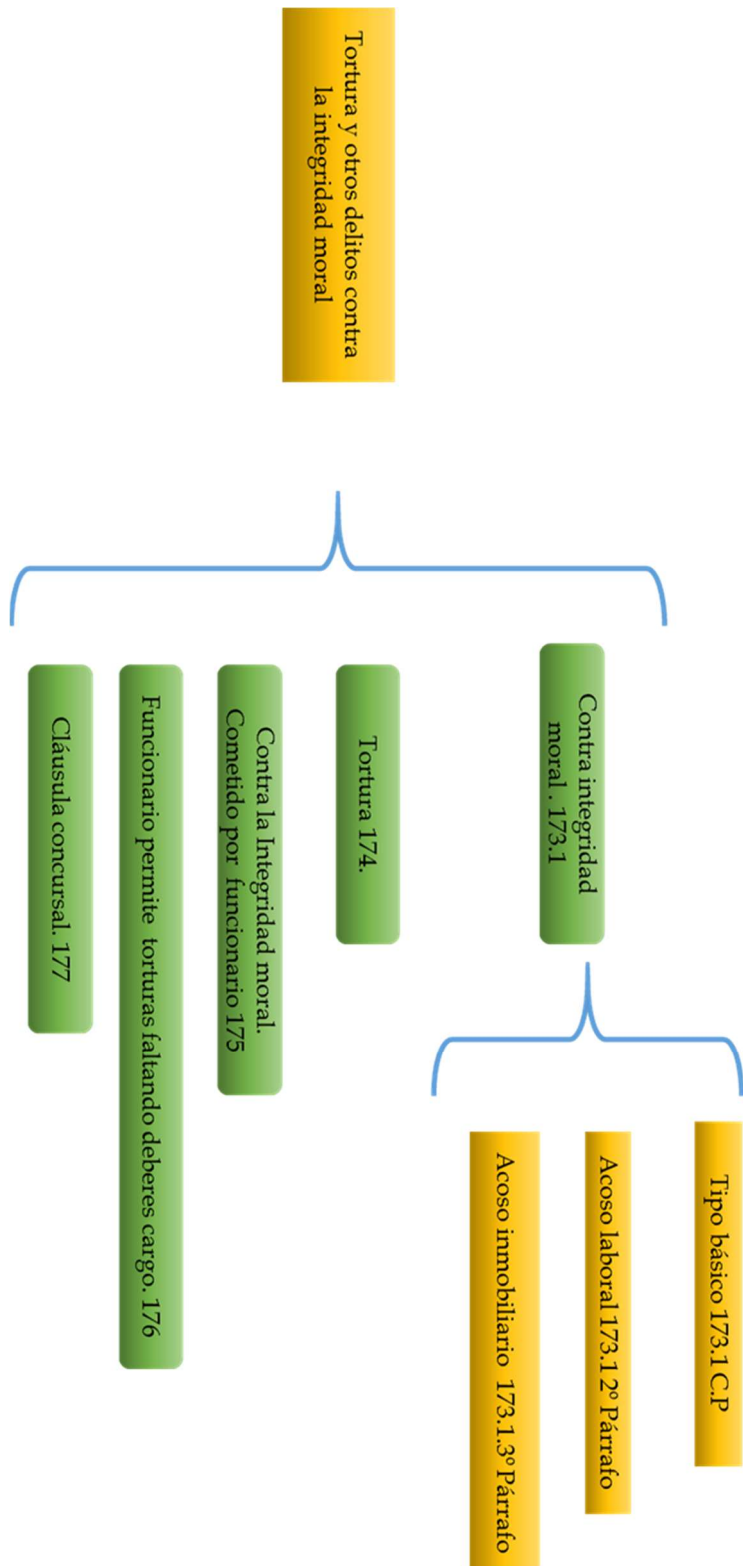 Tortura y otros delitos contra
la integridad moral
Contra integridad
moral . 173.1
Tipo básico 173.1 C.P
Acoso laboral 173.1 2º Párrafo
Acoso inmobiliario 173.1.3º Párrafo
Tortura 174.
Contra la Integridad moral.
Cometido por funcionario 175
Funcionario permite torturas faltando deberes cargo. 176
Cláusula concursal. 177